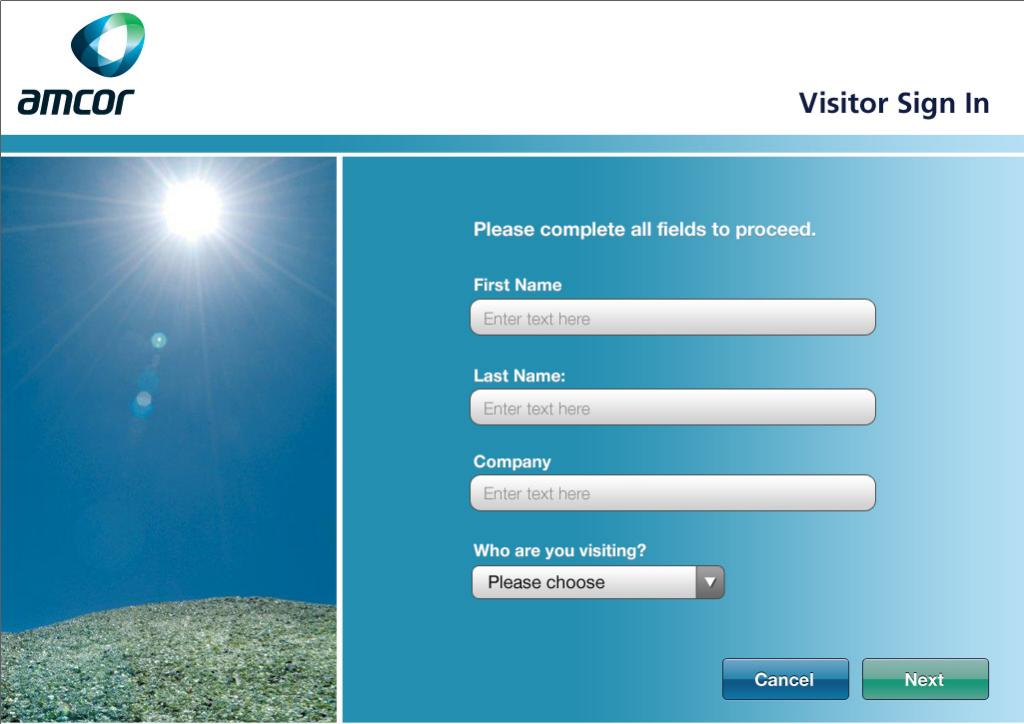 amcor
Visitor Sign In
Please complete all fields to proceed.
First Name
Enter text here
Last Name:
Enter text here
Company
Enter text here
Who are you visiting?
Please choose
Cancel
Next